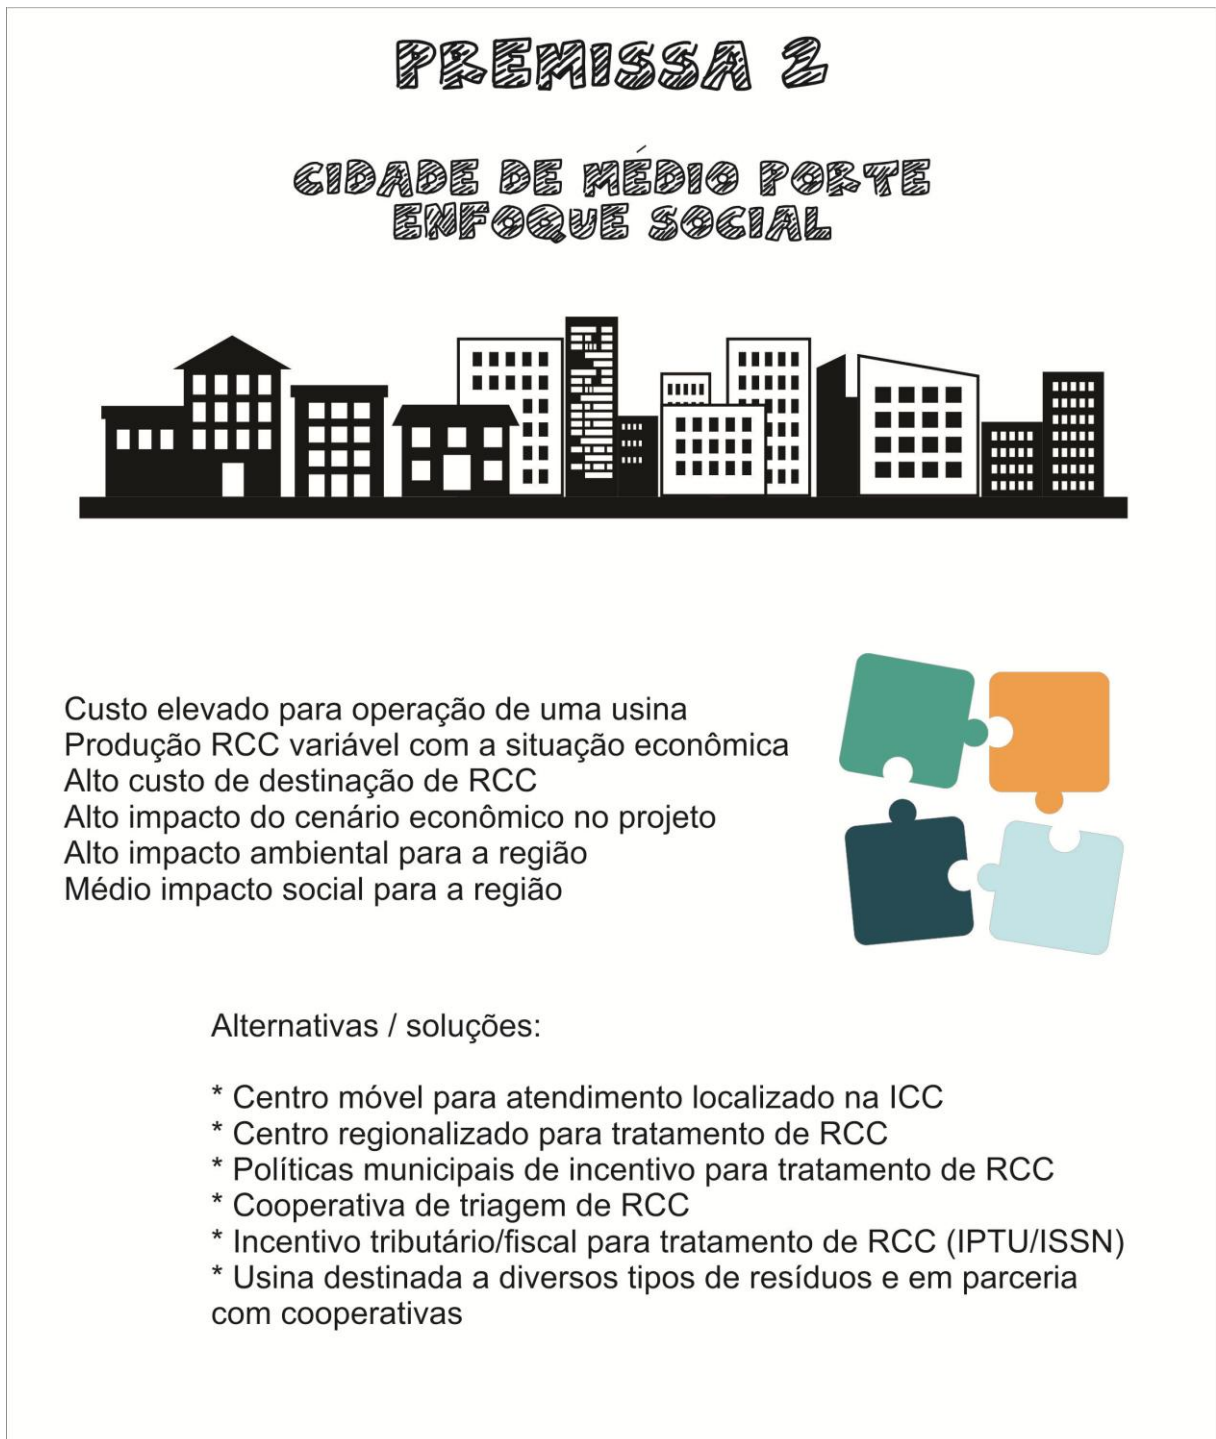 PREMISSA 2
CIDADE DE MÉDIO PORTE
ENFOQUE SOCIAL
Custo elevado para operação de uma usina
Produção RCC variável com a situação econômica
Alto custo de destinação de RCC
Alto impacto do cenário econômico no projeto
Alto impacto ambiental para a região
Médio impacto social para a região
Alternativas / soluções:
* Centro móvel para atendimento localizado na ICC
* Centro regionalizado para tratamento de RCC
* Políticas municipais de incentivo para tratamento de RCC
* Cooperativa de triagem de RCC
* Incentivo tributário/fiscal para tratamento de RCC (IPTU/ISSN)
* Usina destinada a diversos tipos de resíduos e em parceria
com cooperativas